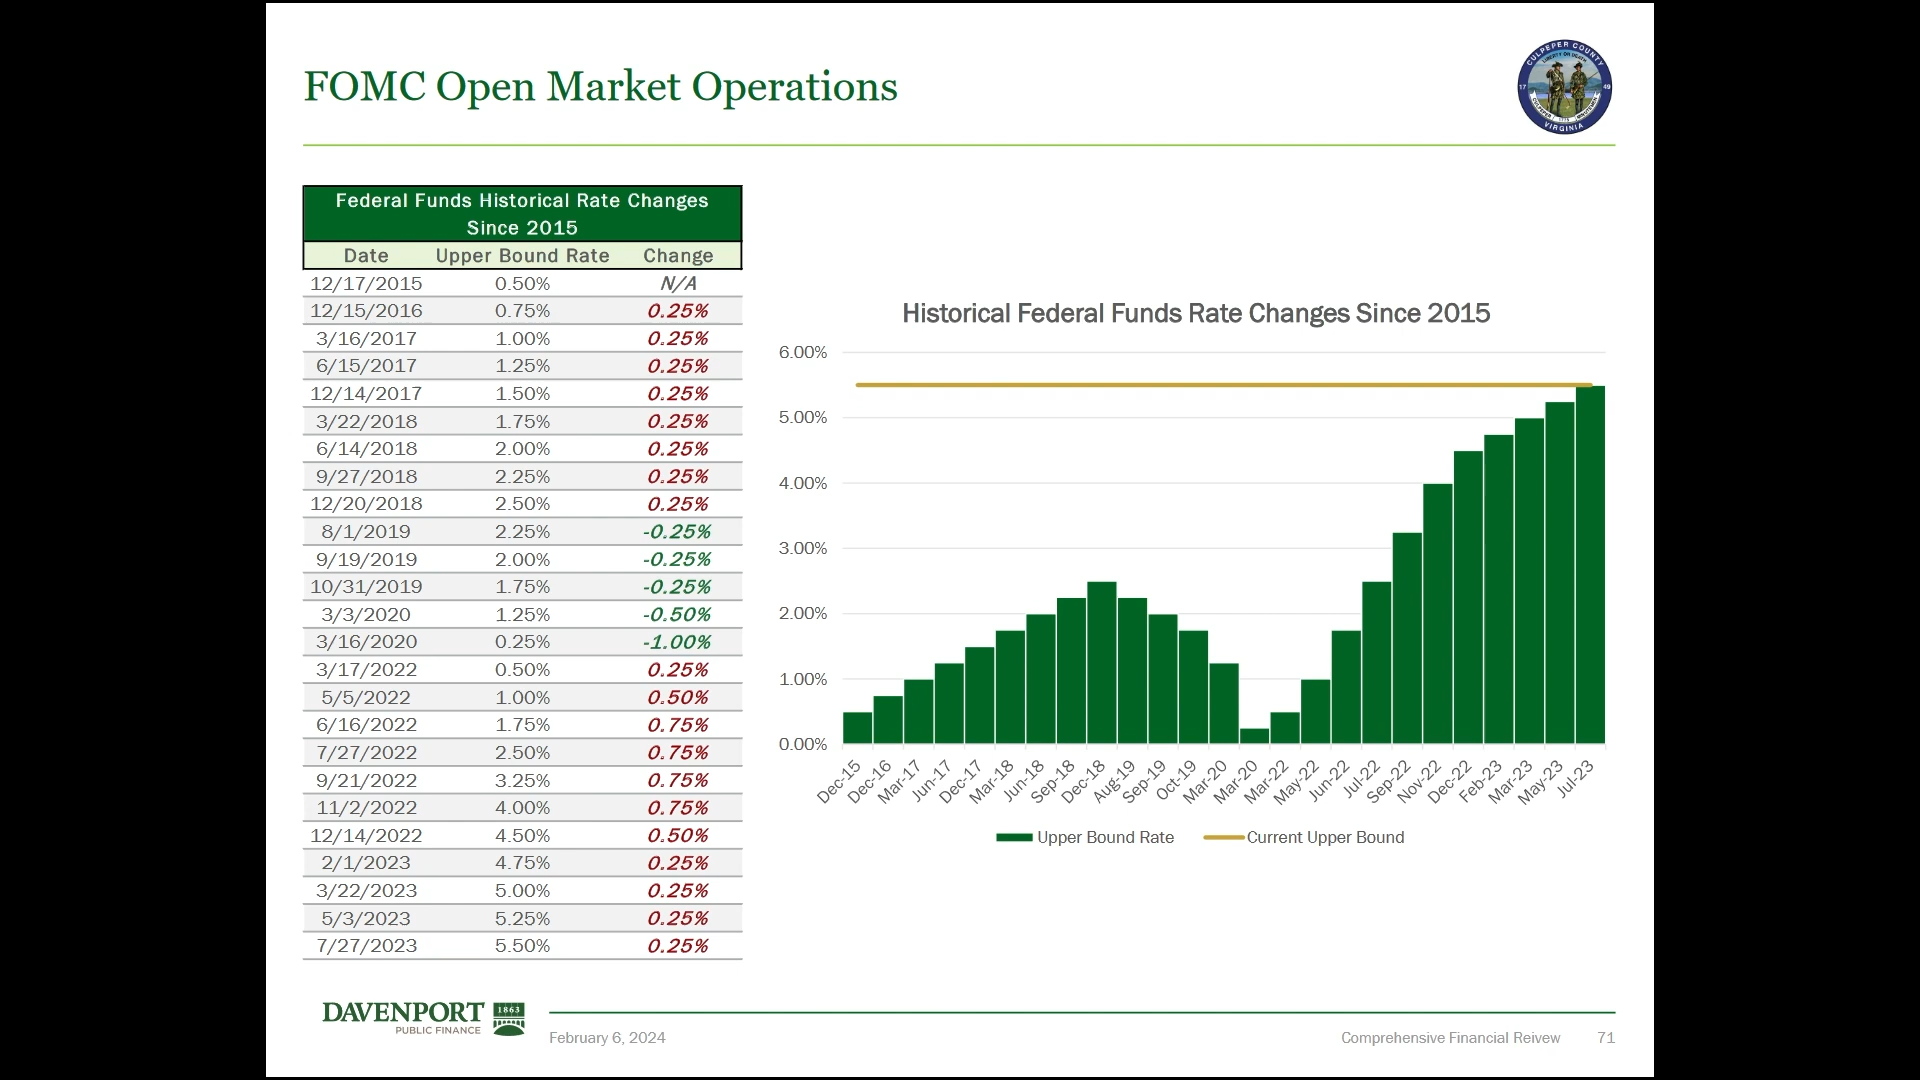 FOMC Open Market Operations
CULPEPER COUNTY
LIBERTY OR DEATH
17 49
CULPEPER 1775 MINUTEMEN
VIRGINIA
Federal Funds Historical Rate Changes
Since 2015
Date Upper Bound Rate Change
12/17/2015 0.50% N/A
12/15/2016 0.75% 0.25%
3/16/2017 1.00% 0.25%
6/15/2017 1.25% 0.25%
12/14/2017 1.50% 0.25%
3/22/2018 1.75% 0.25%
6/14/2018 2.00% 0.25%
9/27/2018 2.25% 0.25%
12/20/2018 2.50% 0.25%
8/1/2019 2.25% -0.25%
9/19/2019 2.00% -0.25%
10/31/2019 1.75% -0.25%
3/3/2020 1.25% -0.50%
3/16/2020 0.25% -1.00%
3/17/2022 0.50% 0.25%
5/5/2022 1.00% 0.50%
6/16/2022 1.75% 0.75%
7/27/2022 2.50% 0.75%
9/21/2022 3.25% 0.75%
11/2/2022 4.00% 0.75%
12/14/2022 4.50% 0.50%
2/1/2023 4.75% 0.25%
3/22/2023 5.00% 0.25%
5/3/2023 5.25% 0.25%
7/27/2023 5.50% 0.25%
Historical Federal Funds Rate Changes Since 2015
6.00%
5.00%
4.00%
3.00%
2.00%
1.00%
0.00%
Dec-15 Dec-16 Mar-17 Jun-17 Dec-17 Mar-18 Jun-18 Sep-18 Dec-18 Aug-19 Sep-19 Oct-19 Mar-20 Mar-20 Mar-22 May-22 Jun-22 Jul-22 Sep-22 Nov-22 Dec-22 Feb-23 Mar-23 May-23 Jul-23
Upper Bound Rate Current Upper Bound
DAVENPORT 1863
PUBLIC FINANCE
February 6, 2024 Comprehensive Financial Reivew 71